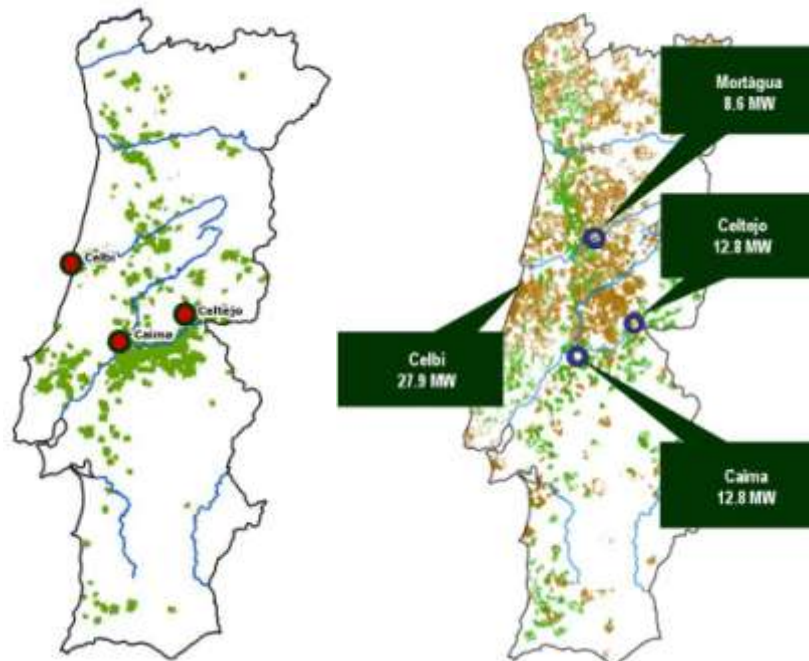 Celbi
Celtejo
Caima
Mortágua
8.6 MW
Celtejo
12.8 MW
Celbi
27.9 MW
Caima
12.8 MW